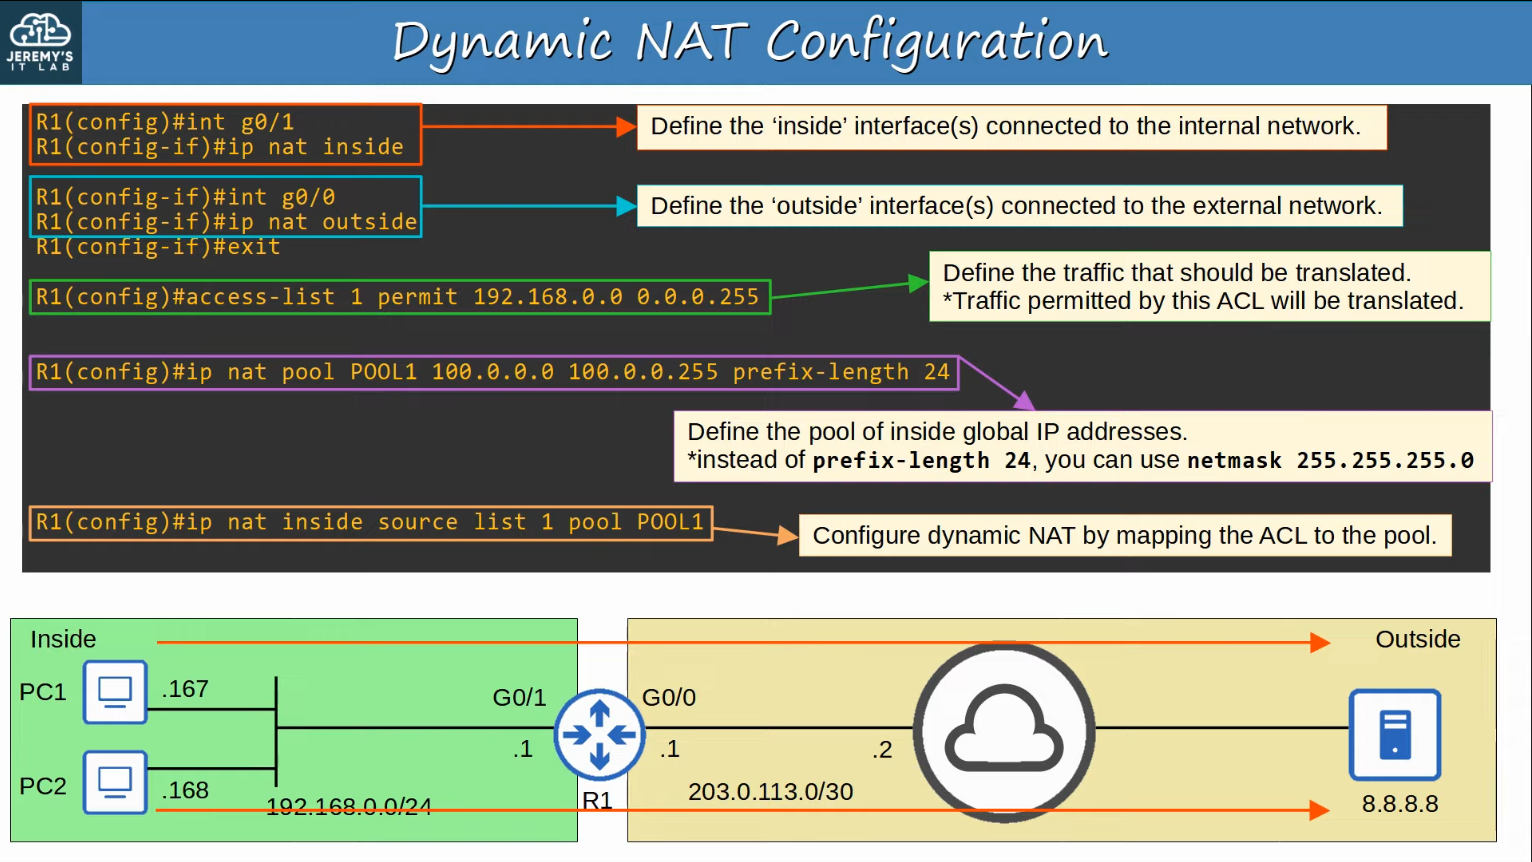 JEREMY'S
IT LAB
Dynamic NAT Configuration
R1(config)#int g0/1
R1(config-if)#ip nat inside
Define the ‘inside’ interface(s) connected to the internal network.
R1(config-if)#int g0/0
R1(config-if)#ip nat outside
R1(config-if)#exit
Define the ‘outside’ interface(s) connected to the external network.
R1(config)#access-list 1 permit 192.168.0.0 0.0.0.255
Define the traffic that should be translated.
*Traffic permitted by this ACL will be translated.
R1(config)#ip nat pool POOL1 100.0.0.0 100.0.0.255 prefix-length 24
Define the pool of inside global IP addresses.
*instead of prefix-length 24, you can use netmask 255.255.255.0
R1(config)#ip nat inside source list 1 pool POOL1
Configure dynamic NAT by mapping the ACL to the pool.
Inside
Outside
PC1
.167
G0/1
G0/0
.1
.1
.2
PC2
.168
192.168.0.0/24
R1
203.0.113.0/30
8.8.8.8